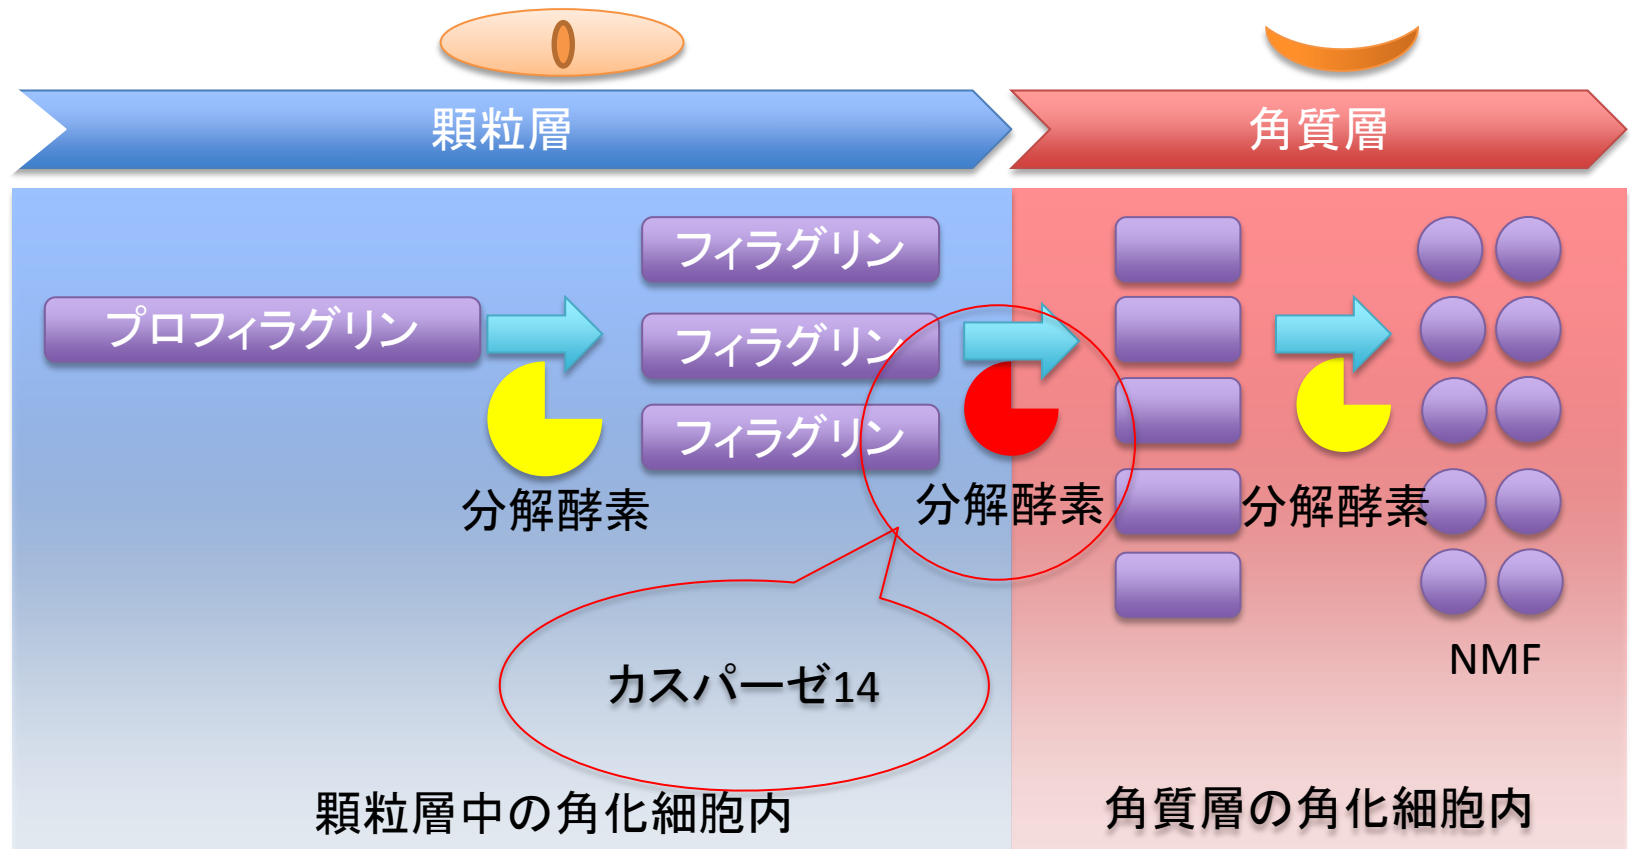 顆粒層
角質層
プロフィラグリン
フィラグリン
フィラグリン
フィラグリン
分解酵素
分解酵素
分解酵素
カスパーゼ14
NMF
顆粒層中の角化細胞内
角質層の角化細胞内